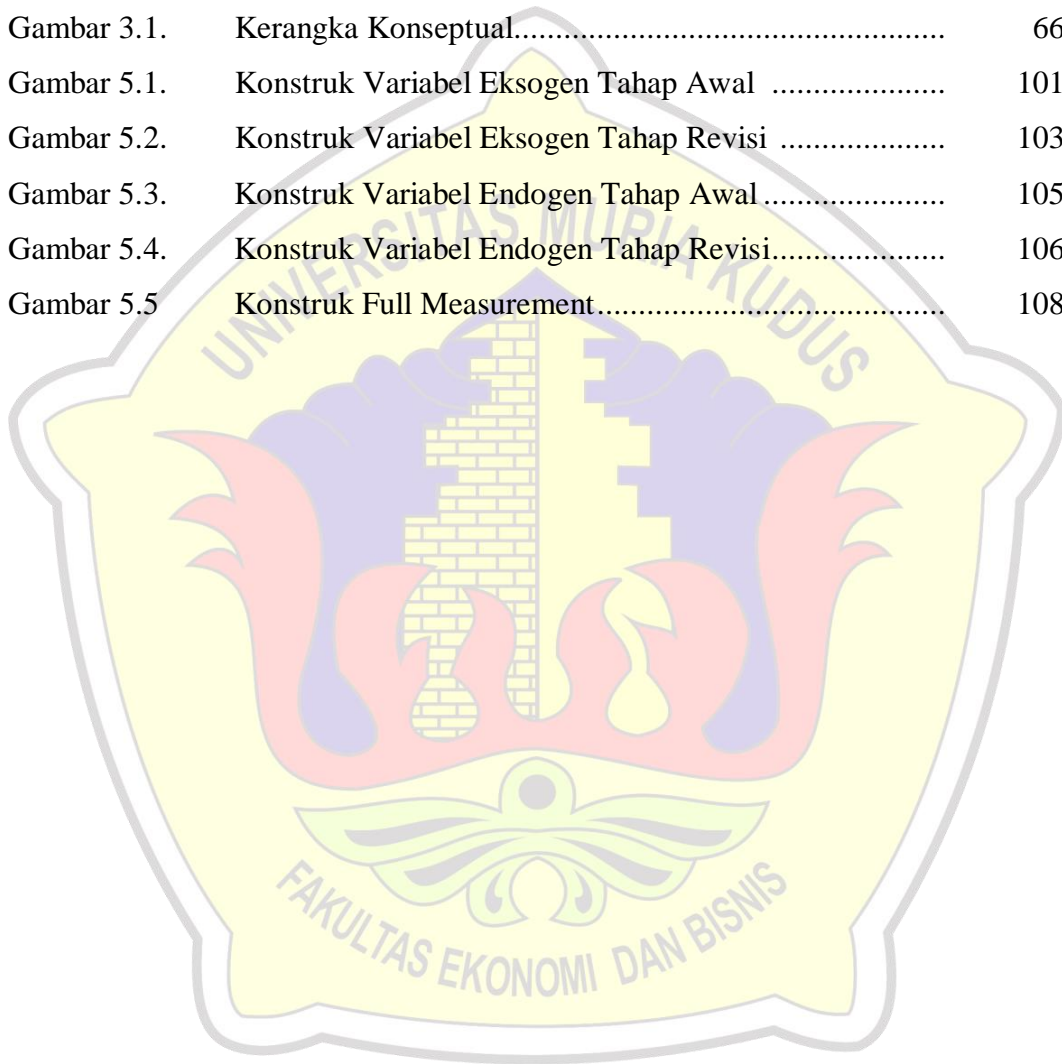 Gambar 3.1. Kerangka Konseptual..................................................... 66
Gambar 5.1. Konstruk Variabel Eksogen Tahap Awal ..................... 101
Gambar 5.2. Konstruk Variabel Eksogen Tahap Revisi .................... 103
Gambar 5.3. Konstruk Variabel Endogen Tahap Awal...................... 105
Gambar 5.4. Konstruk Variabel Endogen Tahap Revisi..................... 106
Gambar 5.5 Konstruk Full Measurement.......................................... 108
UNIVERSITAS MURIA KUDUS
FAKULTAS EKONOMI DAN BISNIS